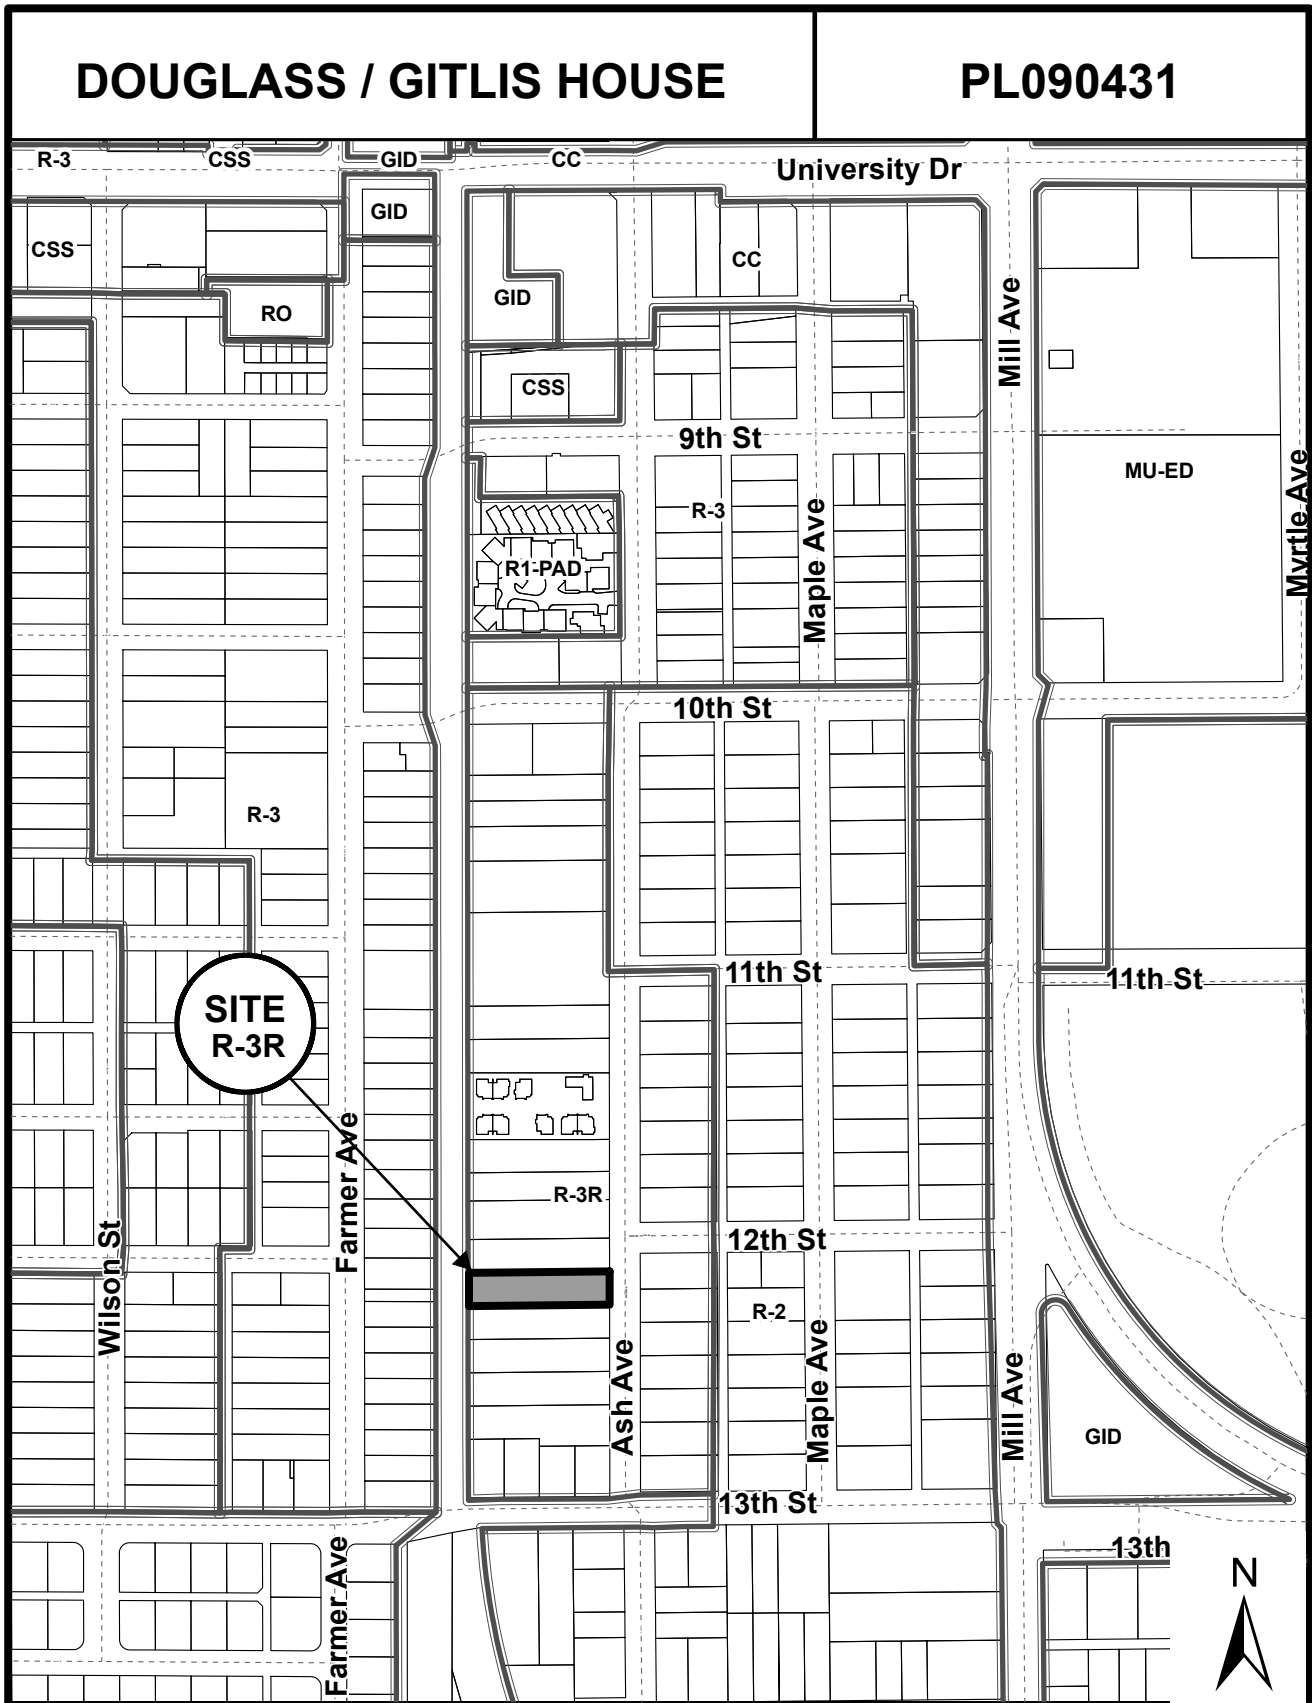 DOUGLASS / GITLIS HOUSE
PL090431
R-3
CSS
GID
CC
University Dr
GID
CSS
CC
GID
RO
Mill Ave
CSS
9th St
MU-ED
Myrtle Ave
R-3
Maple Ave
R1-PAD
10th St
R-3
11th St
11th St
SITE
R-3R
Farmer Ave
R-3R
Wilson St
12th St
R-2
Ash Ave
Maple Ave
Mill Ave
GID
13th St
Farmer Ave
13th
N